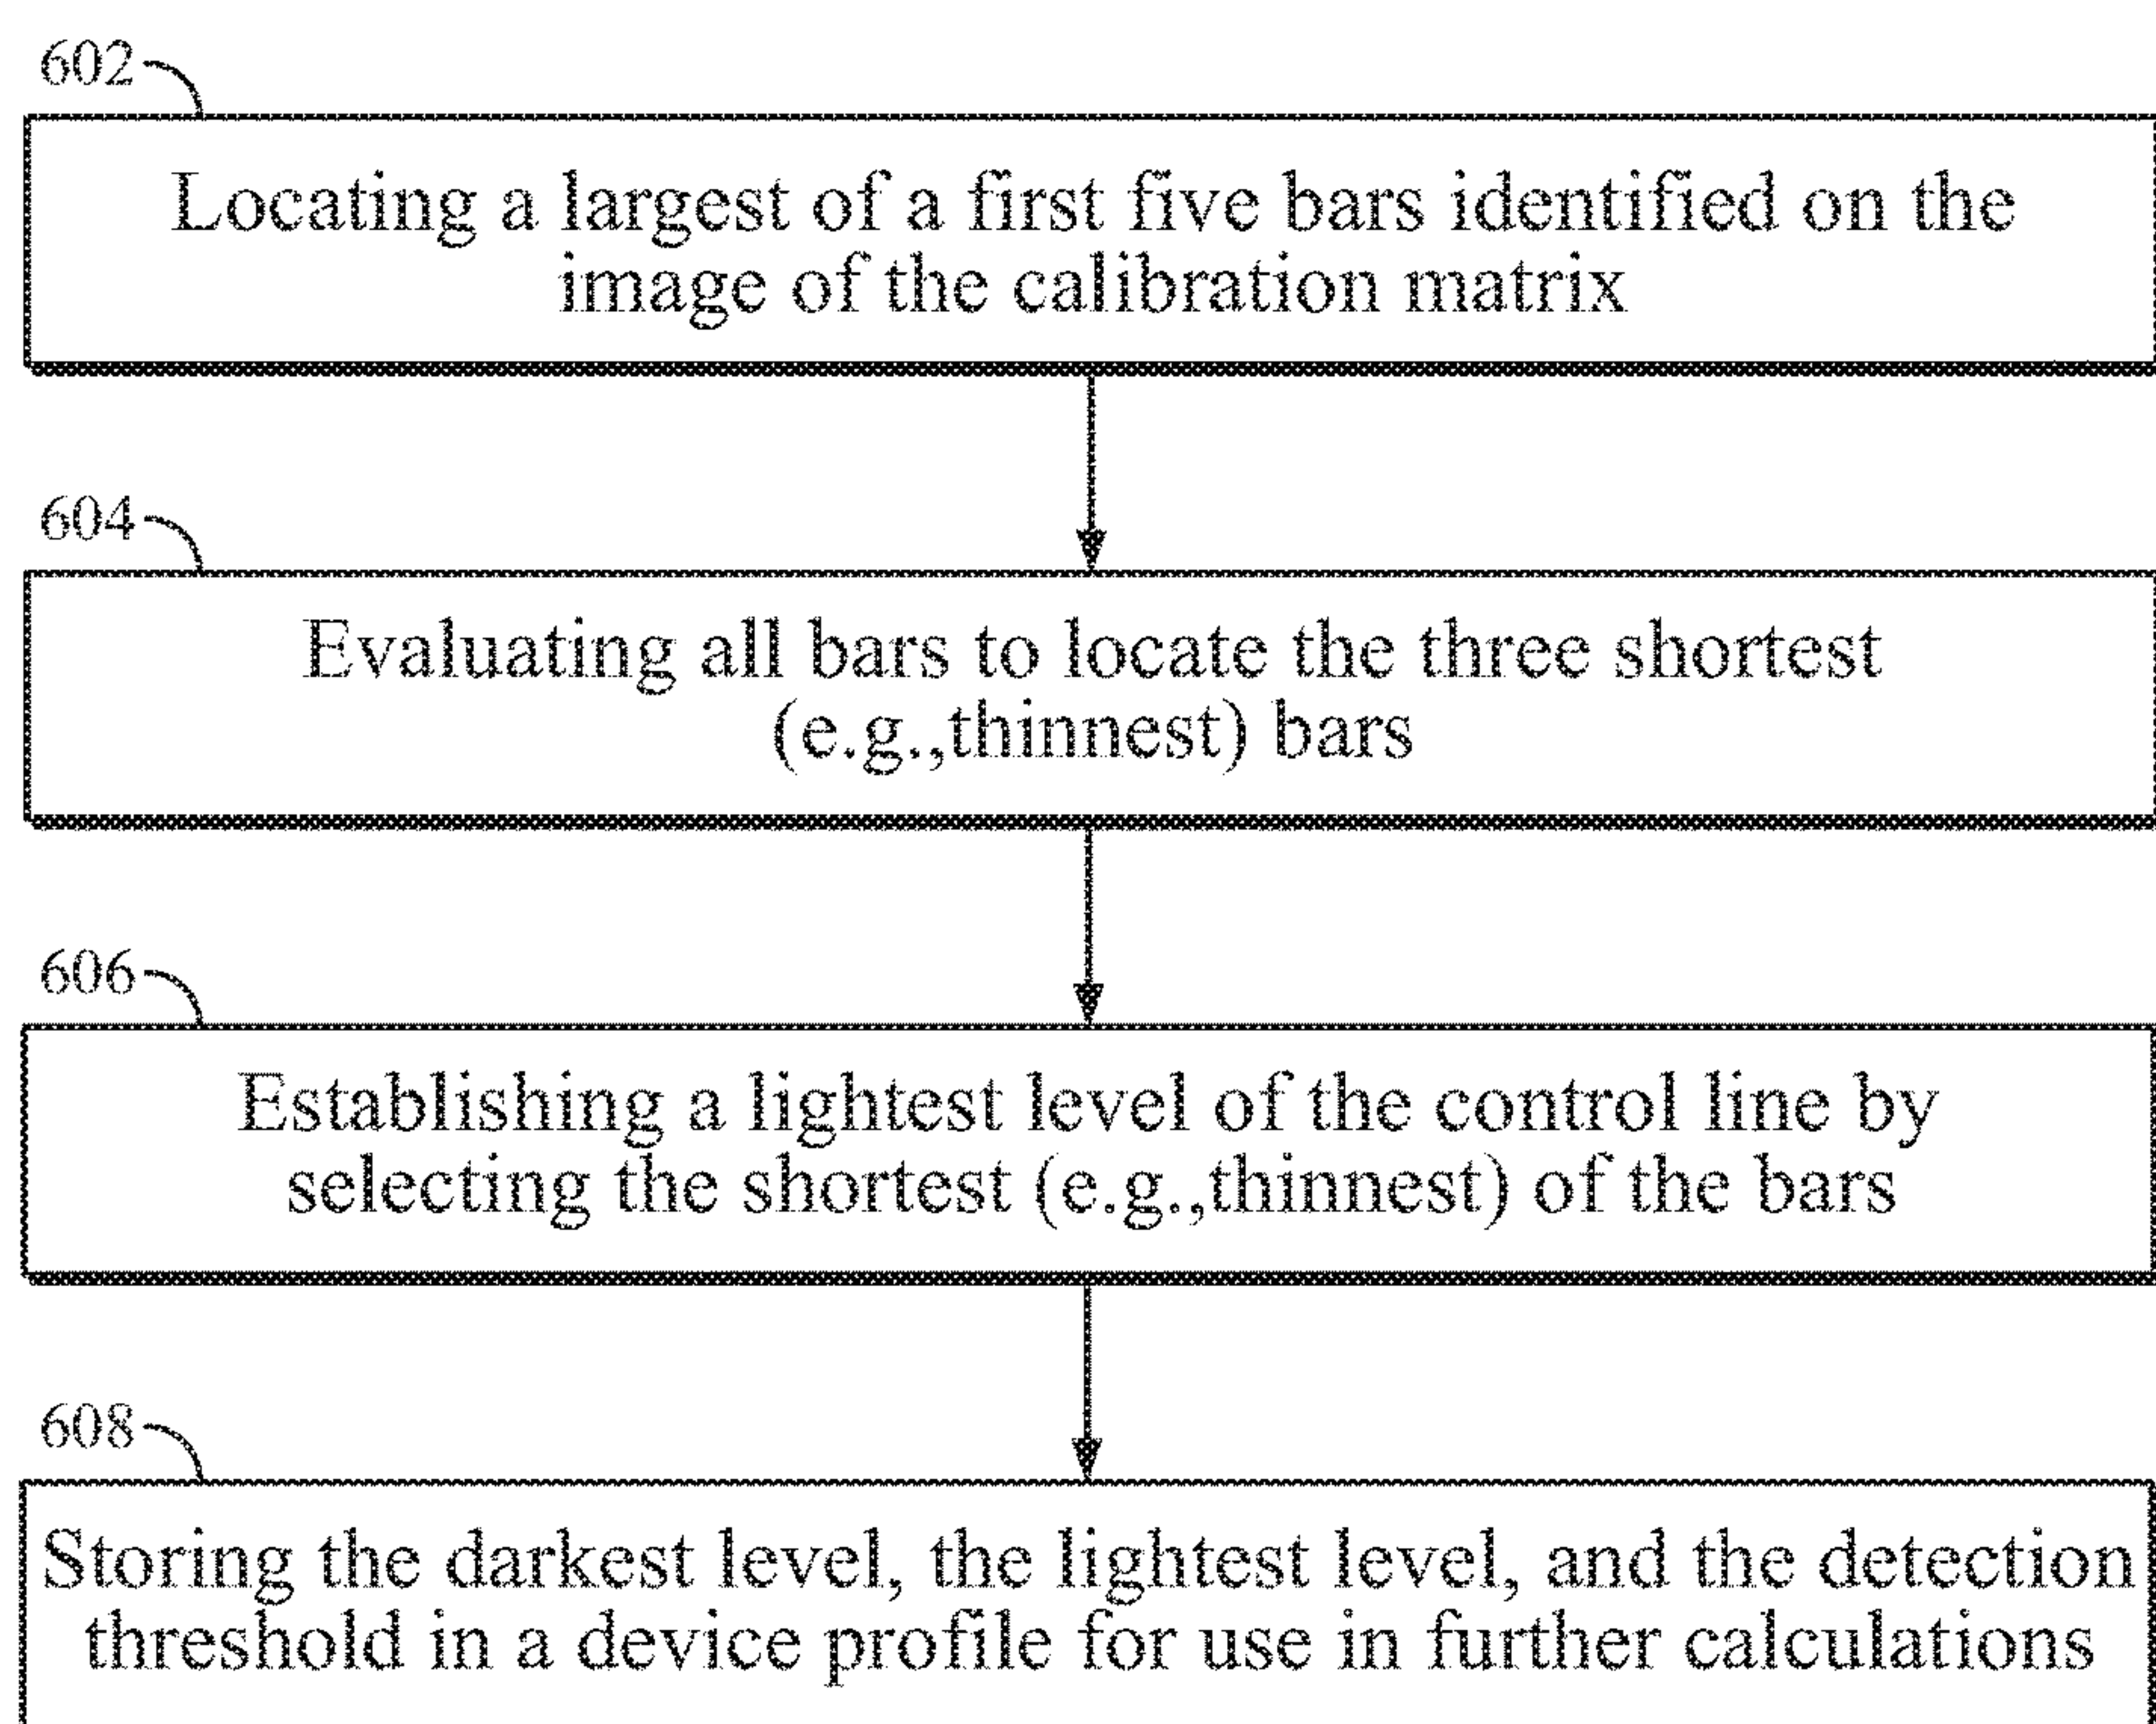 602
Locating a largest of a first five bars identified on the
image of the calibration matrix
604
Evaluating all bars to locate the three shortest
(e.g.,thinnest) bars
606
Establishing a lightest level of the control line by
selecting the shortest (e.g.,thinnest) of the bars
608
Storing the darkest level, the lightest level, and the detection
threshold in a device profile for use in further calculations